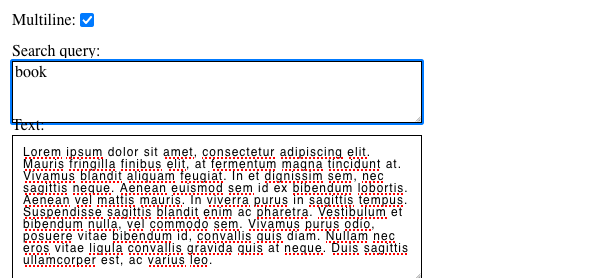 Multiline:
Search query:
book
Text:
Lorem ipsum dolor sit amet, consectetur adipiscing elit.
Mauris fringilla finibus elit, at fermentum magna tincidunt at.
Vivamus blandit aliquam feugiat. In et dignissim sem, nec
sagittis neque. Aenean euismod sem id ex bibendum lobortis.
Aenean vel mattis mauris. In viverra purus in sagittis tempus.
Suspendisse sagittis blandit enim ac pharetra. Vestibulum et
bibendum nulla, vel commodo sem. Vivamus purus odio,
posuere vitae bibendum id, convallis quis diam. Nullam nec
eros vitae ligula convallis gravida quis at neque. Duis sagittis
ullamcorper est, ac varius leo.